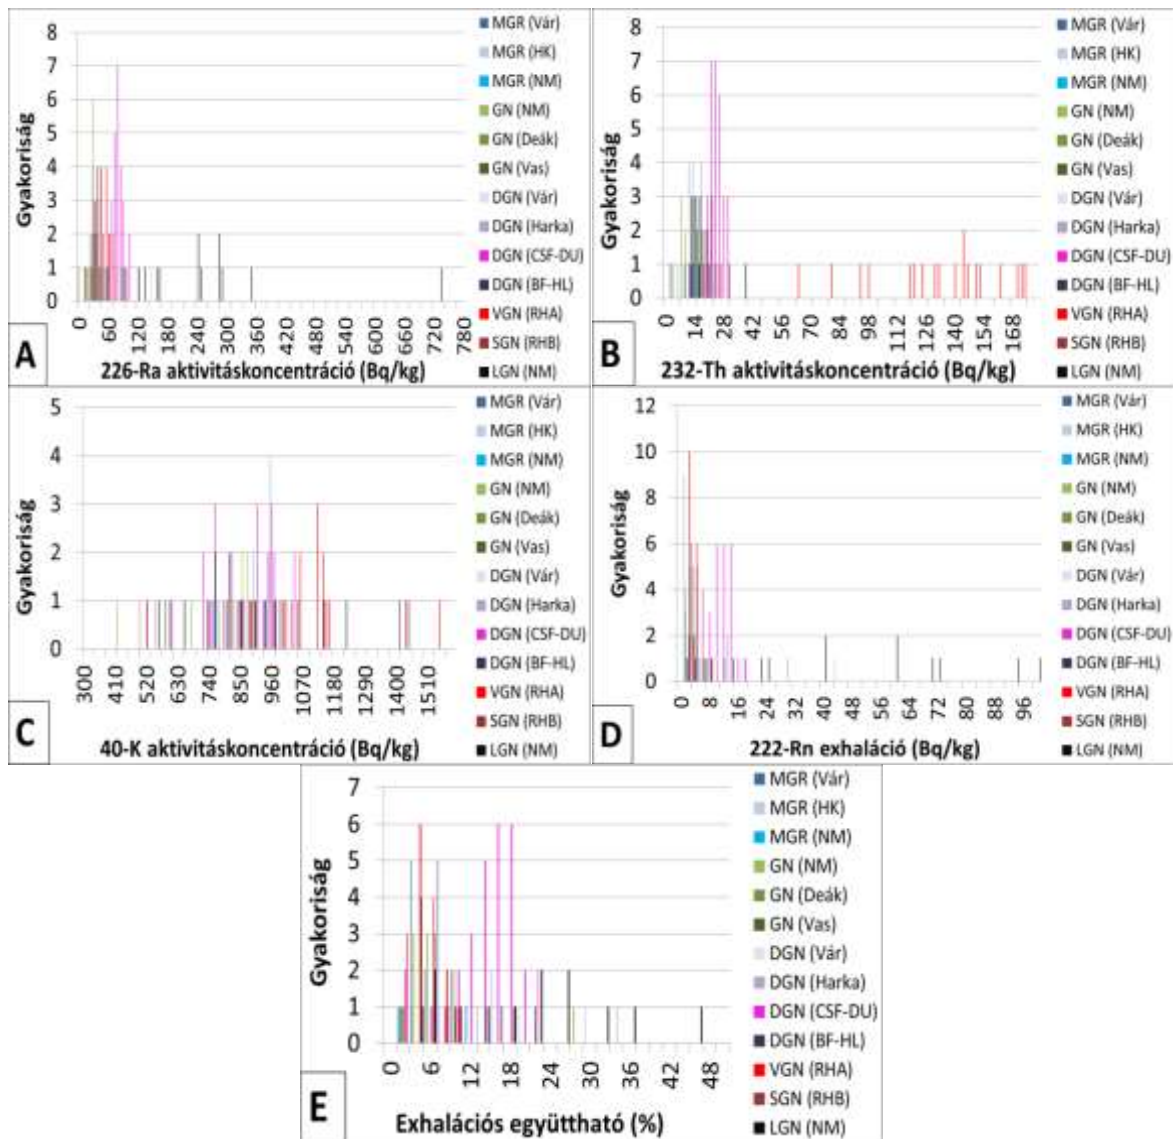 8
7
6
5
4
3
2
1
0
Gyakoriság
0
60
120
180
240
300
360
420
480
540
600
660
720
780
226-Ra aktivitáskoncentráció (Bq/kg)
A
MGR (Vár)
MGR (HK)
MGR (NM)
GN (NM)
GN (Deák)
GN (Vas)
DGN (Vár)
DGN (Harka)
DGN (CSF-DU)
DGN (BF-HL)
VGN (RHA)
SGN (RHB)
LGN (NM)
8
7
6
5
4
3
2
1
0
Gyakoriság
0
14
28
42
56
70
84
98
112
126
140
154
168
232-Th aktivitáskoncentráció (Bq/kg)
B
MGR (Vár)
MGR (HK)
MGR (NM)
GN (NM)
GN (Deák)
GN (Vas)
DGN (Vár)
DGN (Harka)
DGN (CSF-DU)
DGN (BF-HL)
VGN (RHA)
SGN (RHB)
LGN (NM)
5
4
3
2
1
0
Gyakoriság
300
410
520
630
740
850
960
1070
1180
1290
1400
1510
40-K aktivitáskoncentráció (Bq/kg)
C
MGR (Vár)
MGR (HK)
MGR (NM)
GN (NM)
GN (Deák)
GN (Vas)
DGN (Vár)
DGN (Harka)
DGN (CSF-DU)
DGN (BF-HL)
VGN (RHA)
SGN (RHB)
LGN (NM)
12
10
8
6
4
2
0
Gyakoriság
0
8
16
24
32
40
48
56
64
72
80
88
96
222-Rn exhaláció (Bq/kg)
D
MGR (Vár)
MGR (HK)
MGR (NM)
GN (NM)
GN (Deák)
GN (Vas)
DGN (Vár)
DGN (Harka)
DGN (CSF-DU)
DGN (BF-HL)
VGN (RHA)
SGN (RHB)
LGN (NM)
7
6
5
4
3
2
1
0
Gyakoriság
0
6
12
18
24
30
36
42
48
Exhalációs együttható (%)
E
MGR (Vár)
MGR (HK)
MGR (NM)
GN (NM)
GN (Deák)
GN (Vas)
DGN (Vár)
DGN (Harka)
DGN (CSF-DU)
DGN (BF-HL)
VGN (RHA)
SGN (RHB)
LGN (NM)